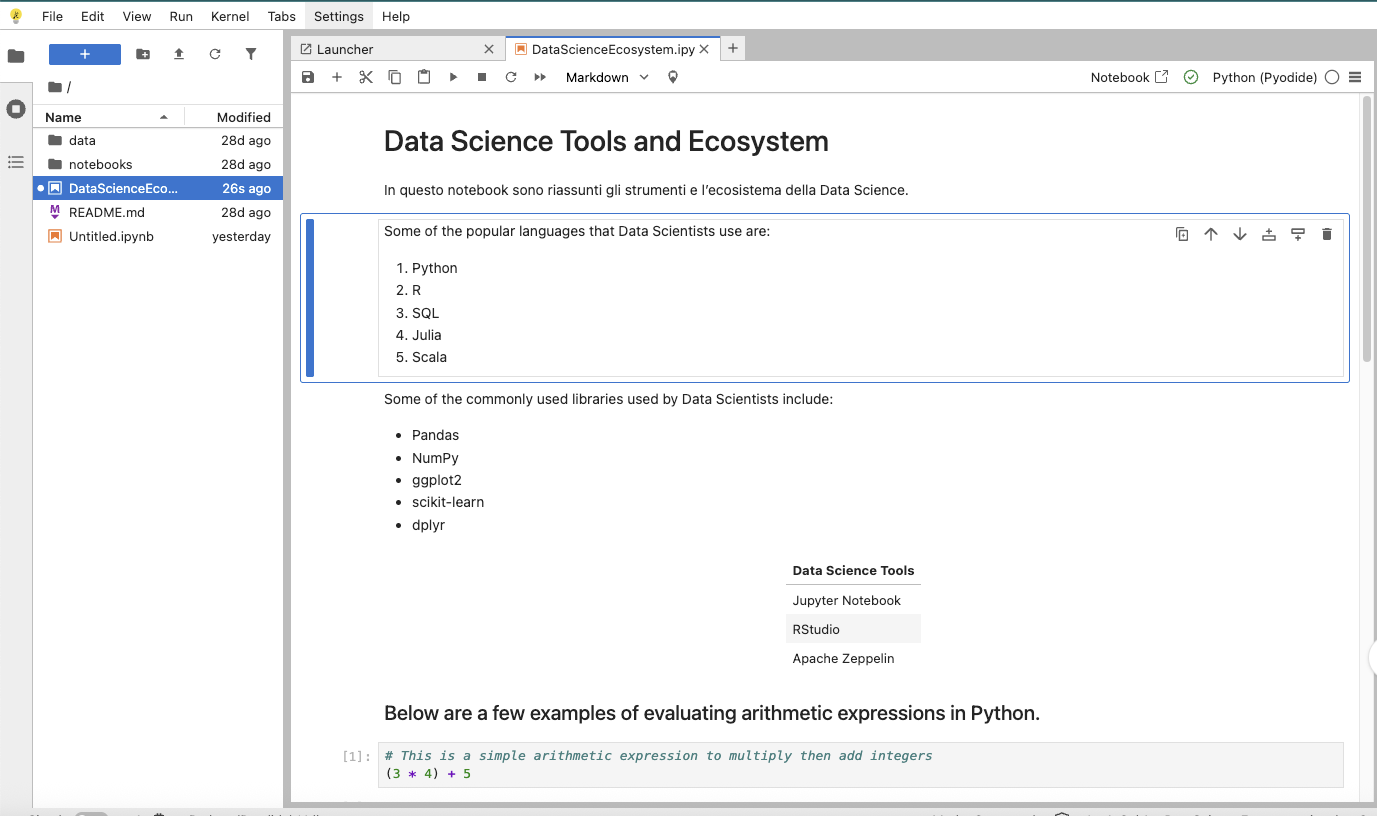 File Edit View Run Kernel Tabs Settings Help
Launcher
DataScienceEcosystem.ipy
Markdown
Notebook
Python (Pyodide)
/
Name Modified
data 28d ago
notebooks 28d ago
DataScienceEco... 26s ago
README.md 28d ago
Untitled.ipynb yesterday
Data Science Tools and Ecosystem
In questo notebook sono riassunti gli strumenti e l’ecosistema della Data Science.
Some of the popular languages that Data Scientists use are:
1. Python
2. R
3. SQL
4. Julia
5. Scala
Some of the commonly used libraries used by Data Scientists include:
• Pandas
• NumPy
• ggplot2
• scikit-learn
• dplyr
Data Science Tools
Jupyter Notebook
RStudio
Apache Zeppelin
Below are a few examples of evaluating arithmetic expressions in Python.
[1]: # This is a simple arithmetic expression to multiply then add integers
(3 * 4) + 5